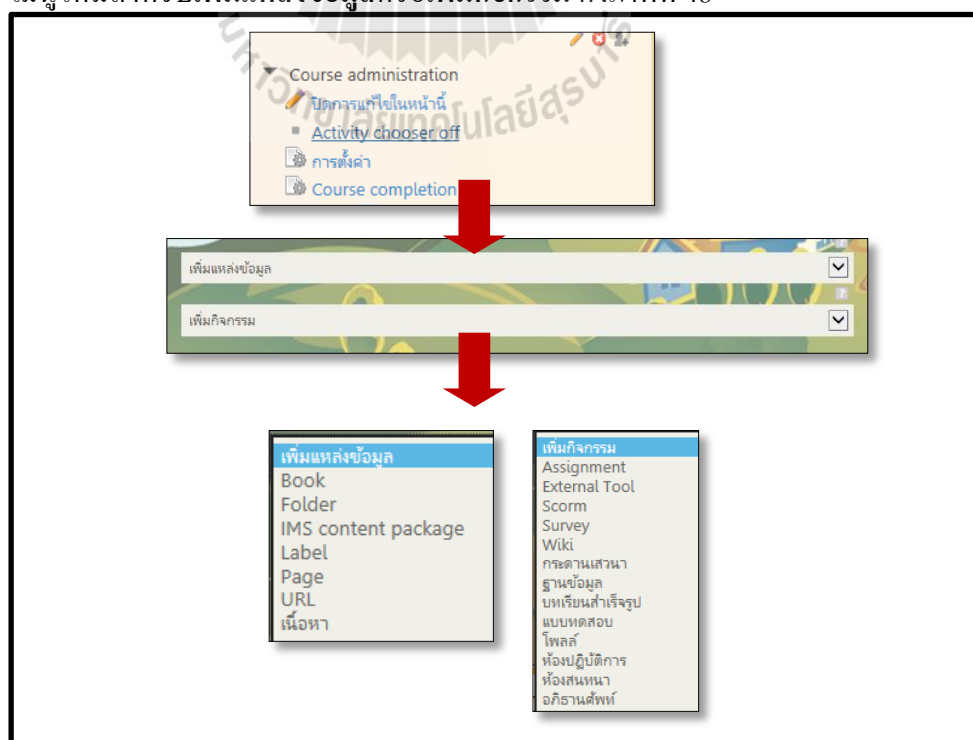 Course administration
ปิดการแก้ไขในหน้านี้
Activity chooser off
การตั้งค่า
Course completion
เพิ่มแหล่งข้อมูล
เพิ่มกิจกรรม
เพิ่มแหล่งข้อมูล
Book
Folder
IMS content package
Label
Page
URL
เนื้อหา
เพิ่มกิจกรรม
Assignment
External Tool
Scorm
Survey
Wiki
กระดานเสวนา
ฐานข้อมูล
บทเรียนสำเร็จรูป
แบบทดสอบ
โพลล์
ห้องปฏิบัติการ
ห้องสนทนา
อภิธานศัพท์